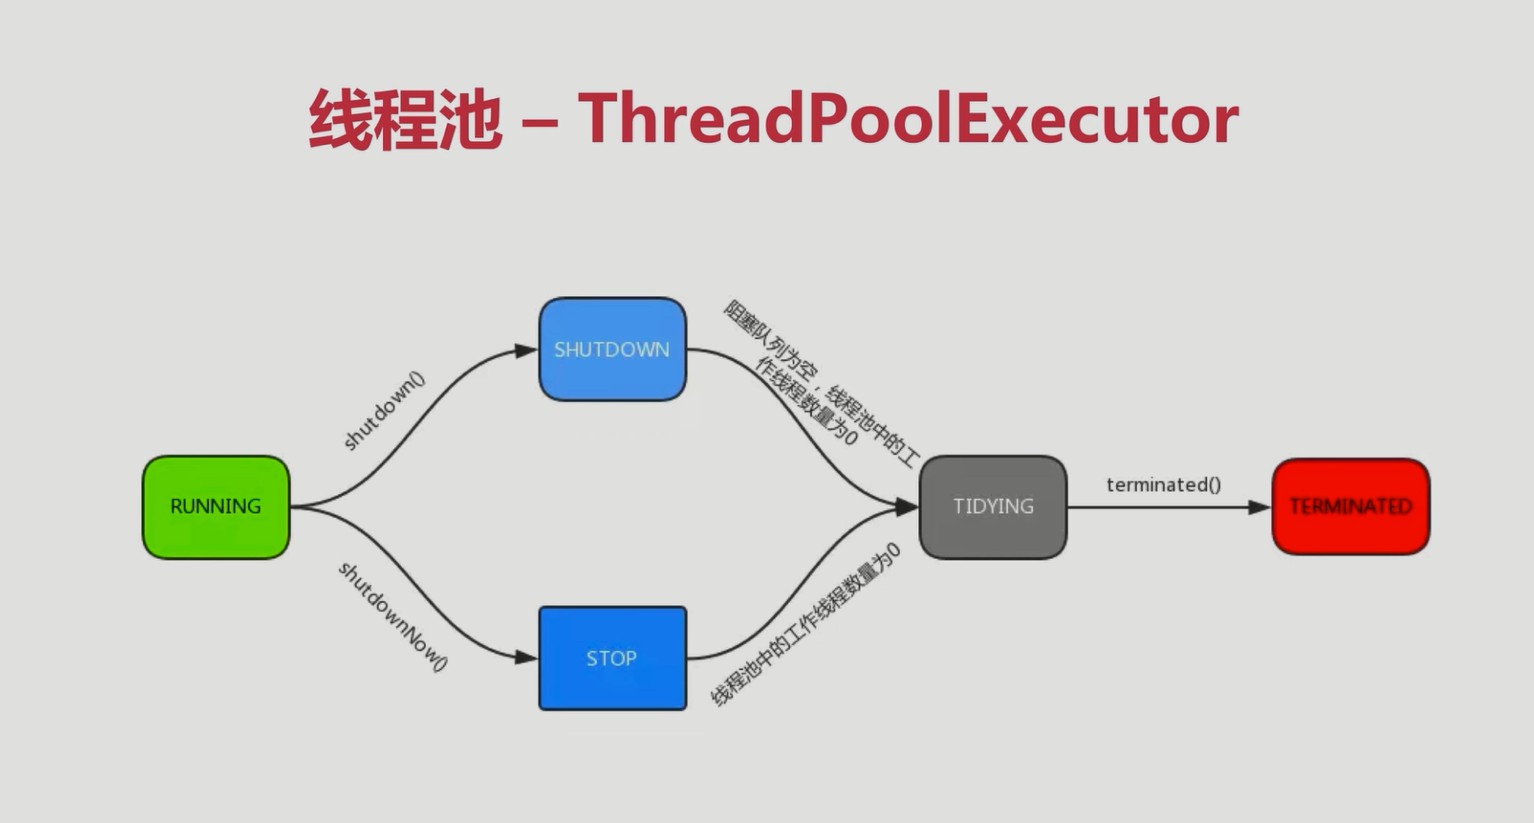 线程池 – ThreadPoolExecutor
RUNNING
shutdown()
SHUTDOWN
阻塞队列为空，线程池中的工
作线程数量为0
shutdownNow()
STOP
线程池中的工作线程数量为0
TIDYING
terminated()
TERMINATED